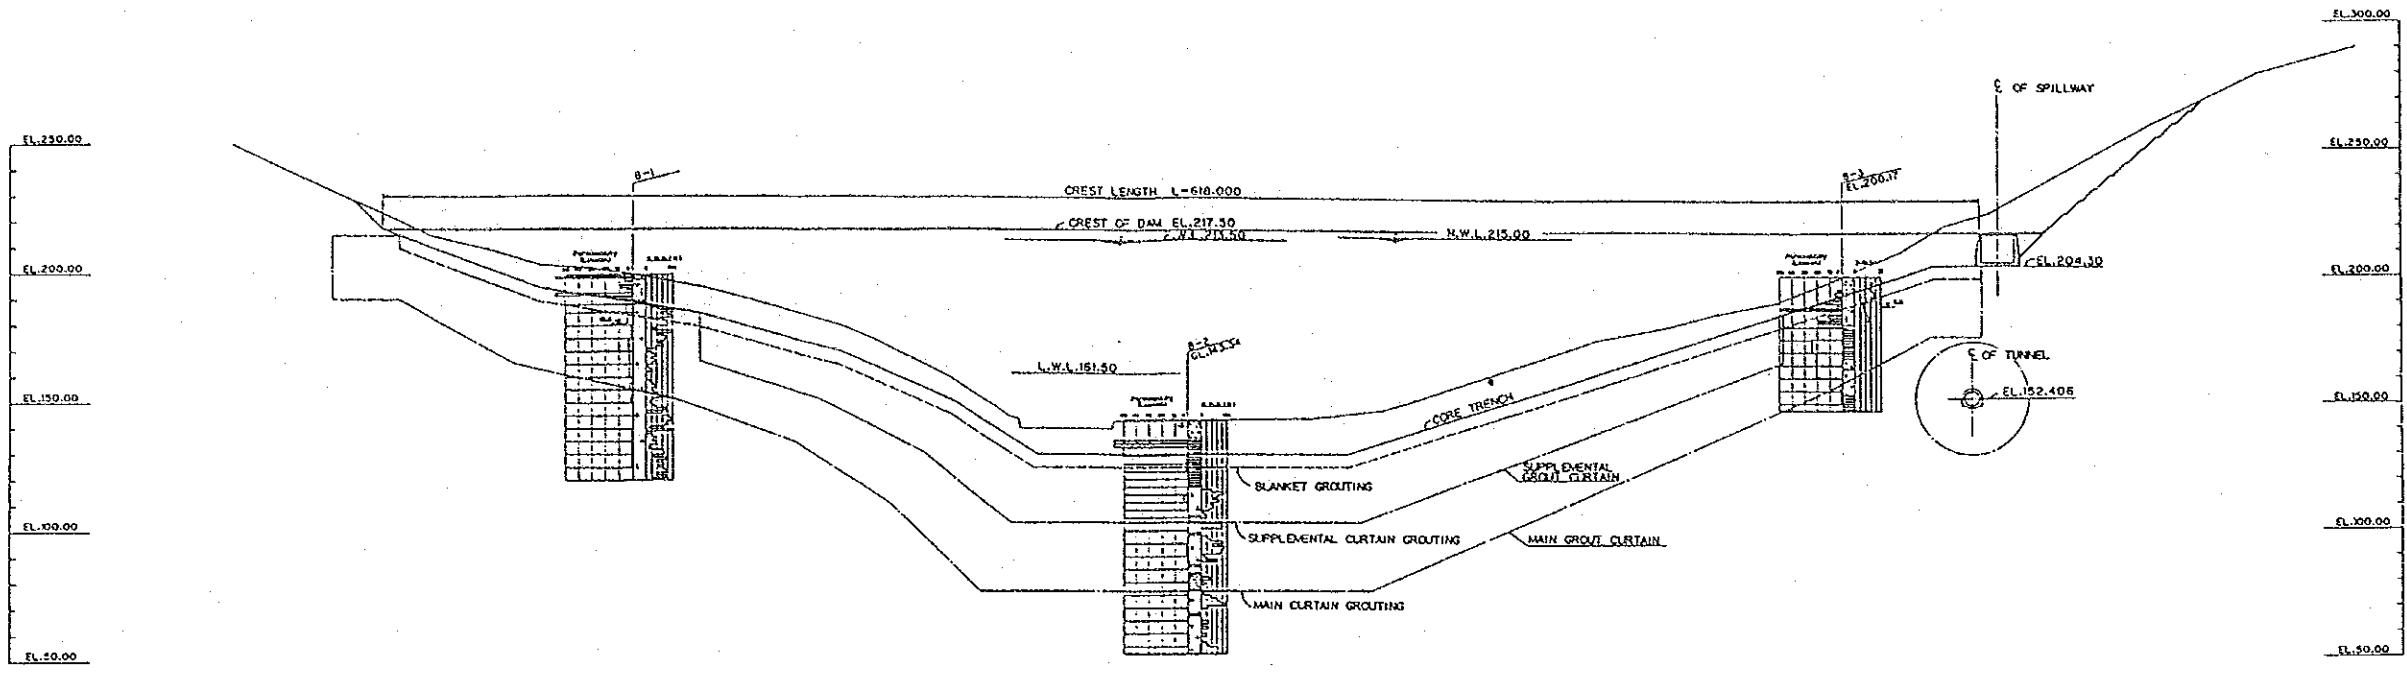 EL.300.00
℄ OF SPILLWAY
EL.250.00
EL.250.00
B-1
B-3
EL.200.17
CREST LENGTH L=618.000
CREST OF DAM EL.217.50
H.W.L.215.00
EL.204.30
EL.200.00
EL.200.00
Permeability
Permeability
B-2
L.W.L.161.50
℄ OF TUNNEL
EL.152.406
EL.150.00
EL.150.00
Permeability
CORE TRENCH
SUPPLEMENTAL
GROUT CURTAIN
BLANKET GROUTING
EL.100.00
EL.100.00
SUPPLEMENTAL CURTAIN GROUTING
MAIN GROUT CURTAIN
MAIN CURTAIN GROUTING
EL.50.00
EL.50.00